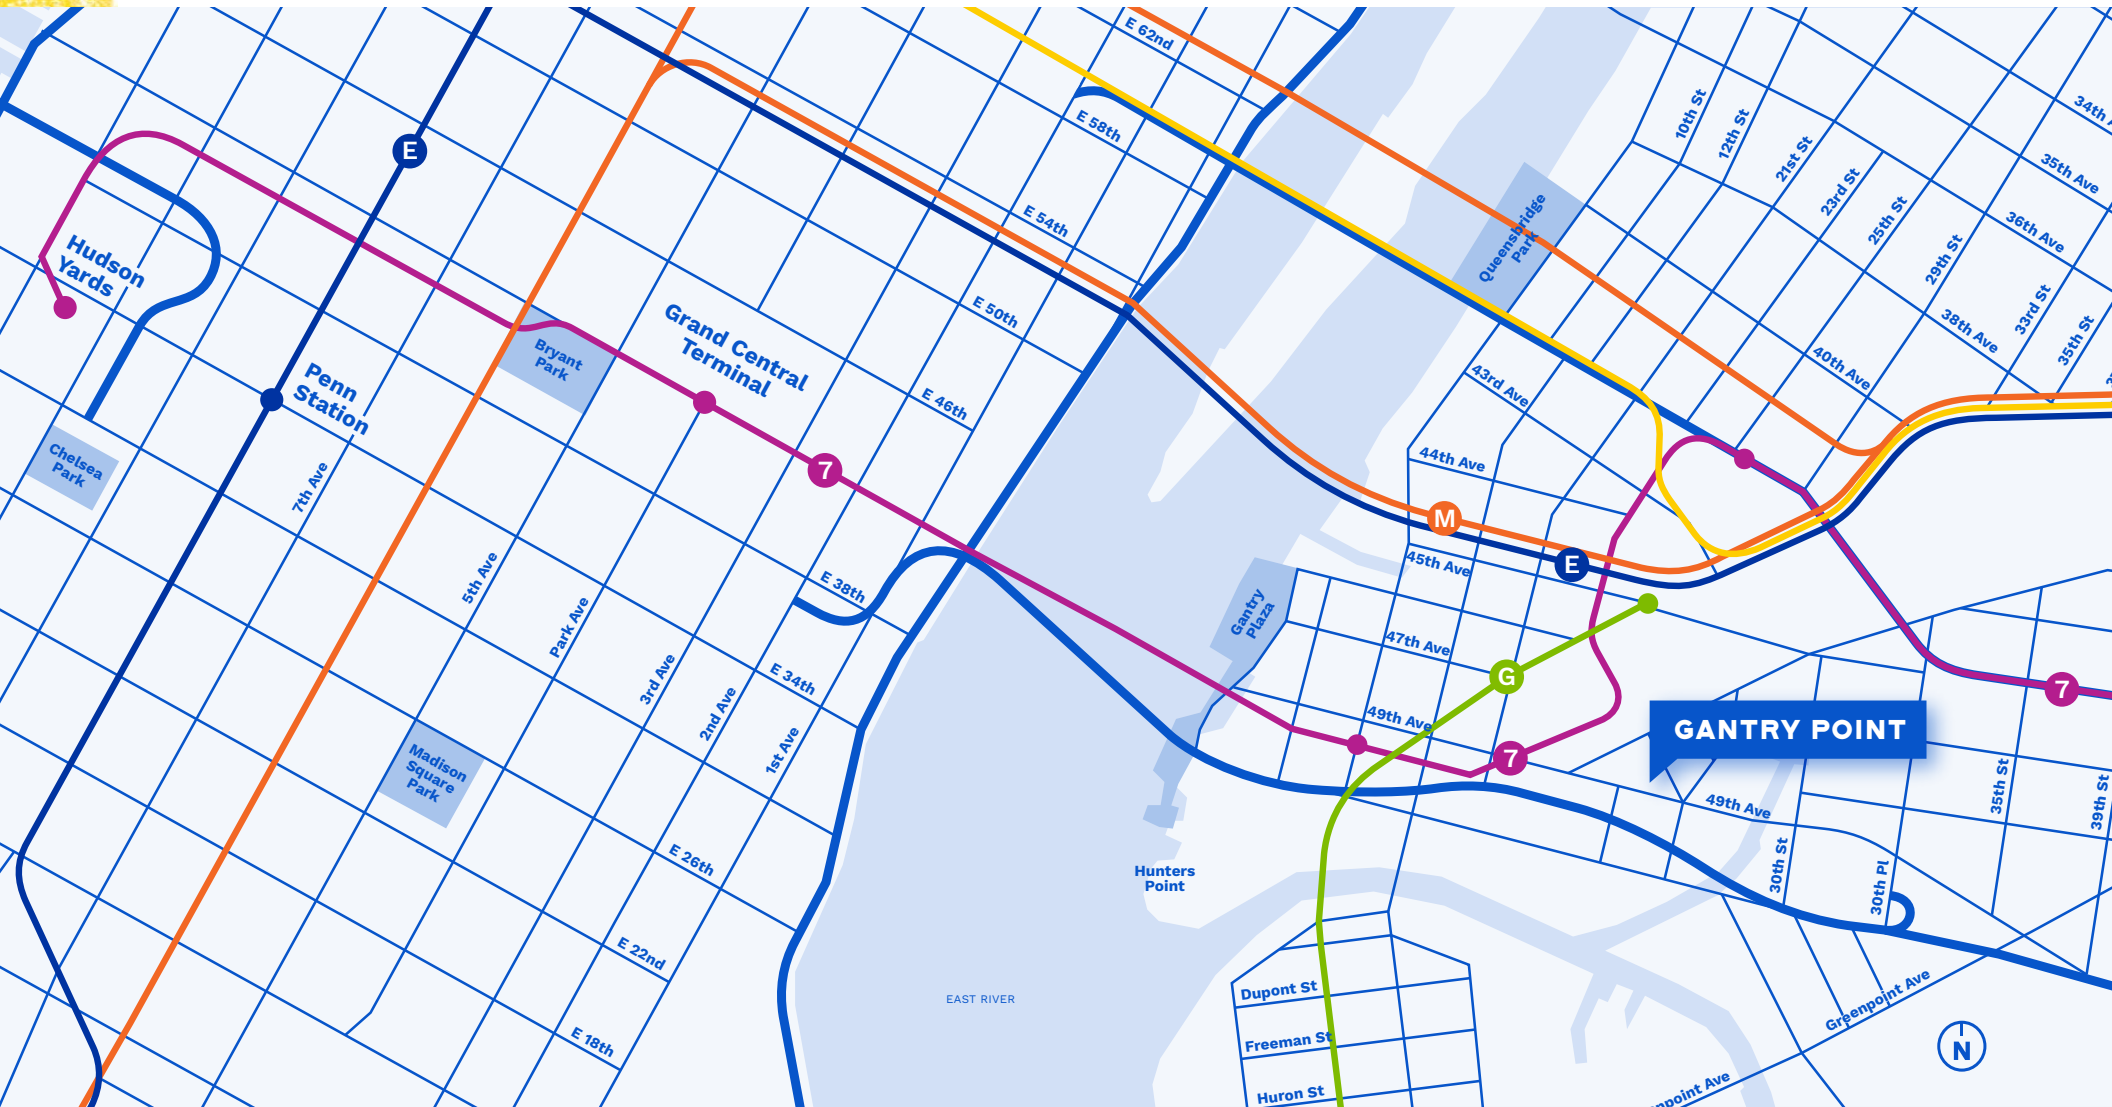 E 62nd
E 58th
E 54th
E 50th
E 46th
E 38th
E 34th
E 26th
E 22nd
E 18th
E
Hudson
Yards
Penn
Station
Chelsea
Park
Bryant
Park
Grand Central
Terminal
7
7th Ave
5th Ave
Park Ave
3rd Ave
2nd Ave
1st Ave
Madison
Square
Park
EAST RIVER
Hunters
Point
Gantry
Plaza
Queensbridge
Park
10th St
12th St
21st St
23rd St
25th St
29th St
33rd St
35th St
35th Ave
36th Ave
38th Ave
40th Ave
43rd Ave
44th Ave
45th Ave
47th Ave
49th Ave
M
E
G
7
7
GANTRY POINT
49th Ave
30th St
30th Pl
35th St
39th St
Greenpoint Ave
Dupont St
Freeman St
Huron St
34th
point Ave
N